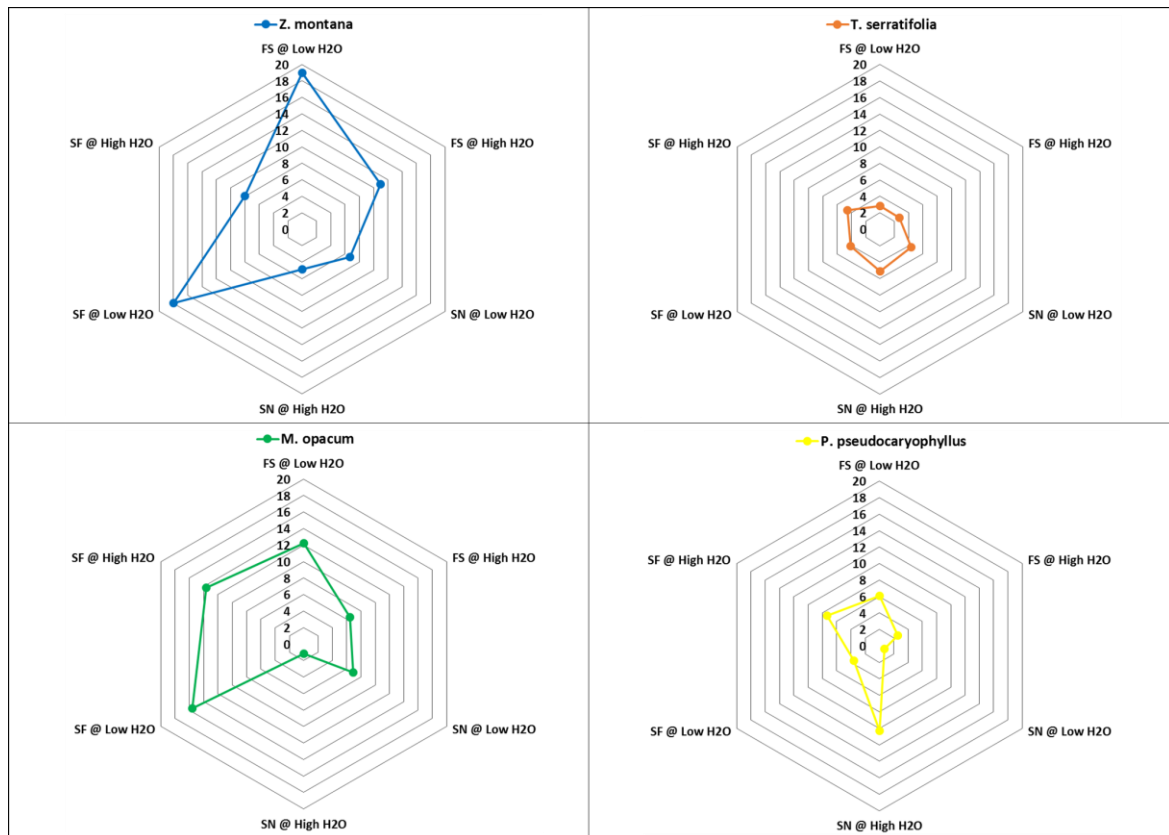 Z. montana
FS @ Low H2O
20
18
16
14
12
10
8
6
4
2
0
SF @ High H2O
FS @ High H2O
SF @ Low H2O
SN @ Low H2O
SN @ High H2O
T. serratifolia
FS @ Low H2O
20
18
16
14
12
10
8
6
4
2
0
SF @ High H2O
FS @ High H2O
SF @ Low H2O
SN @ Low H2O
SN @ High H2O
M. opacum
FS @ Low H2O
20
18
16
14
12
10
8
6
4
2
0
SF @ High H2O
FS @ High H2O
SF @ Low H2O
SN @ Low H2O
SN @ High H2O
P. pseudocaryophyllus
FS @ Low H2O
20
18
16
14
12
10
8
6
4
2
0
SF @ High H2O
FS @ High H2O
SF @ Low H2O
SN @ Low H2O
SN @ High H2O